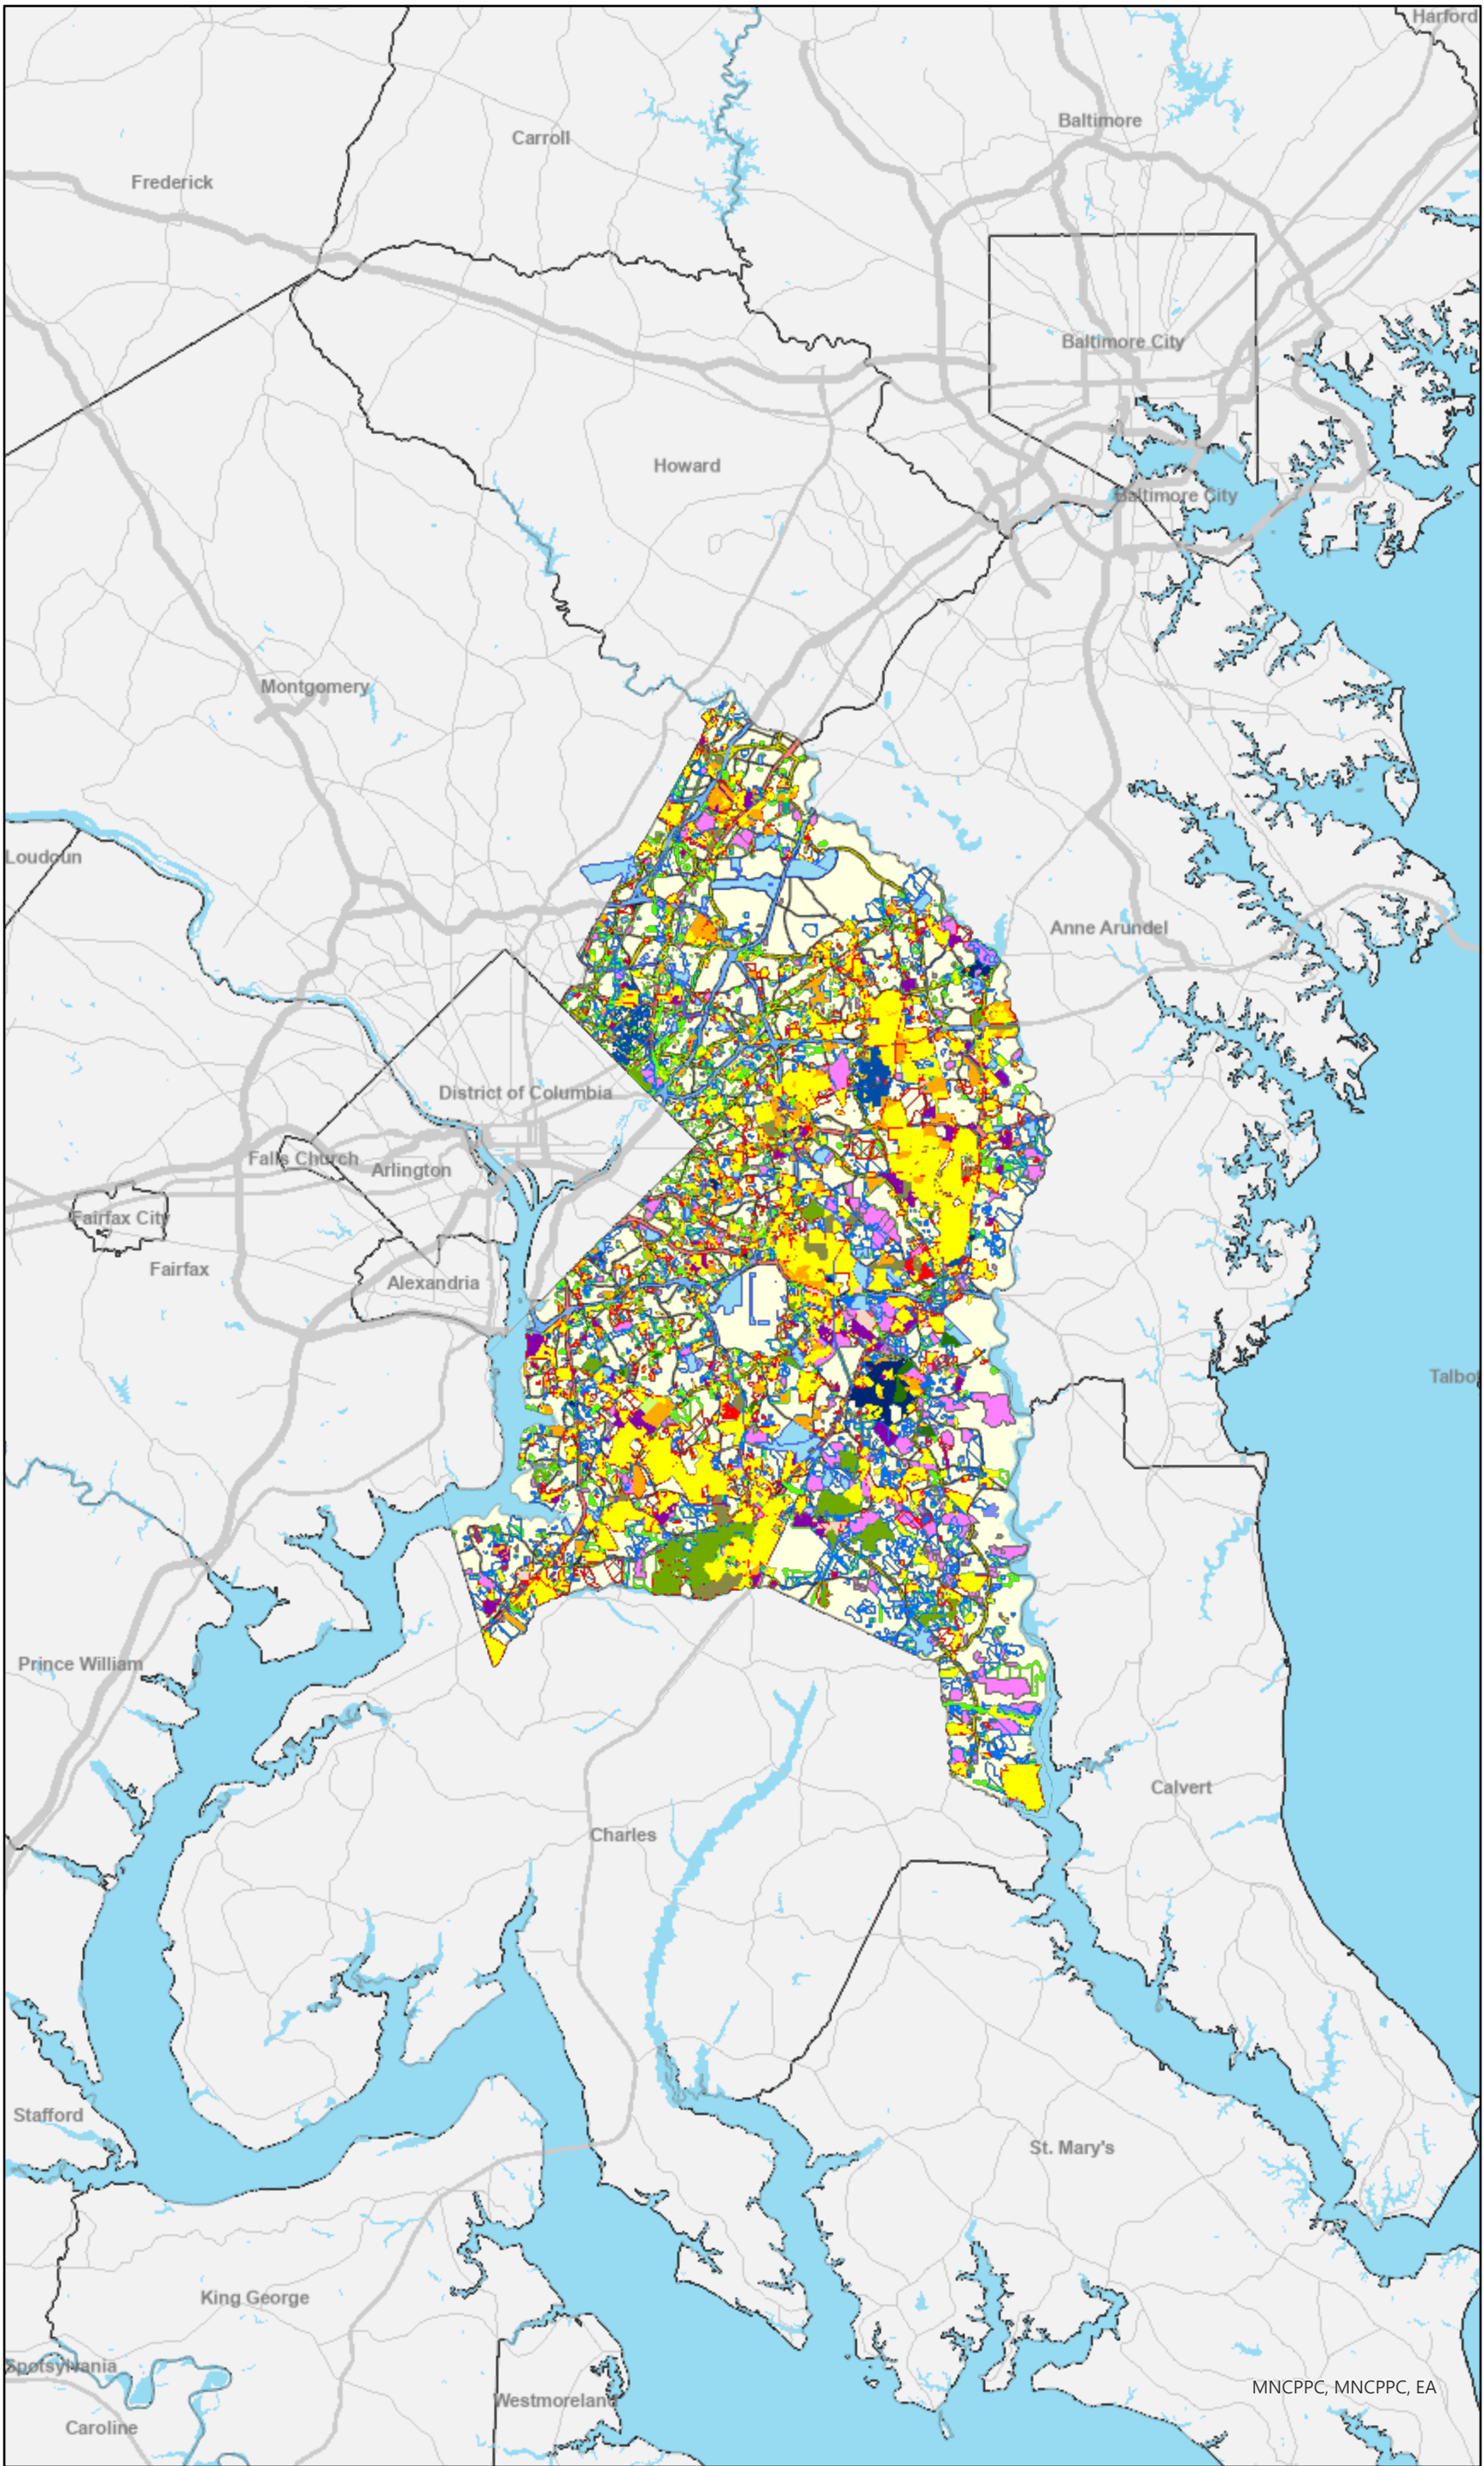 Harford
Baltimore
Carroll
Frederick
Baltimore City
Howard
Baltimore City
Montgomery
Loudoun
Anne Arundel
District of Columbia
Falls Church
Arlington
Fairfax City
Fairfax
Alexandria
Talbo
Prince William
Calvert
Charles
Stafford
St. Mary's
King George
Spotsylvania
MNCPPC, MNCPPC, EA
Westmoreland
Caroline